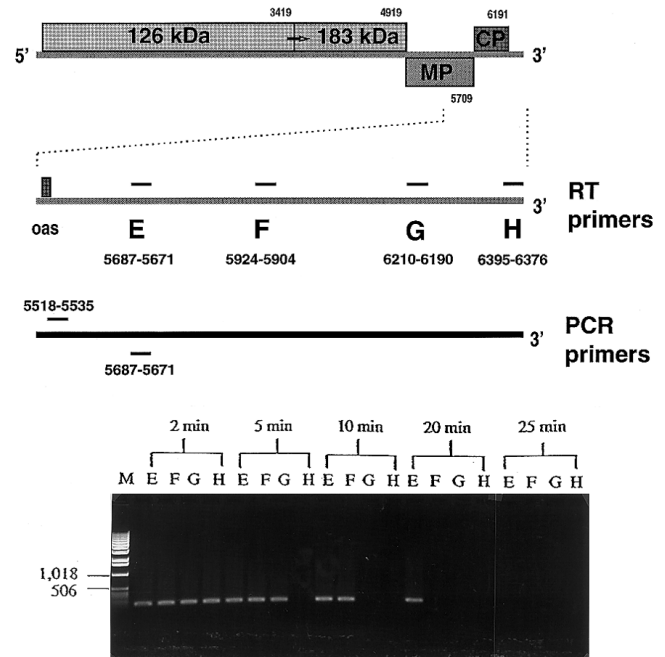 3419 4919 6191
126 kDa 183 kDa CP
5’ 3’
MP
5709
RT
primers
3’
oas E F G H
5687-5671 5924-5904 6210-6190 6395-6376
5518-5535
PCR
primers
3’
5687-5671
2 min 5 min 10 min 20 min 25 min
M E F G H E F G H E F G H E F G H E F G H
1,018
506